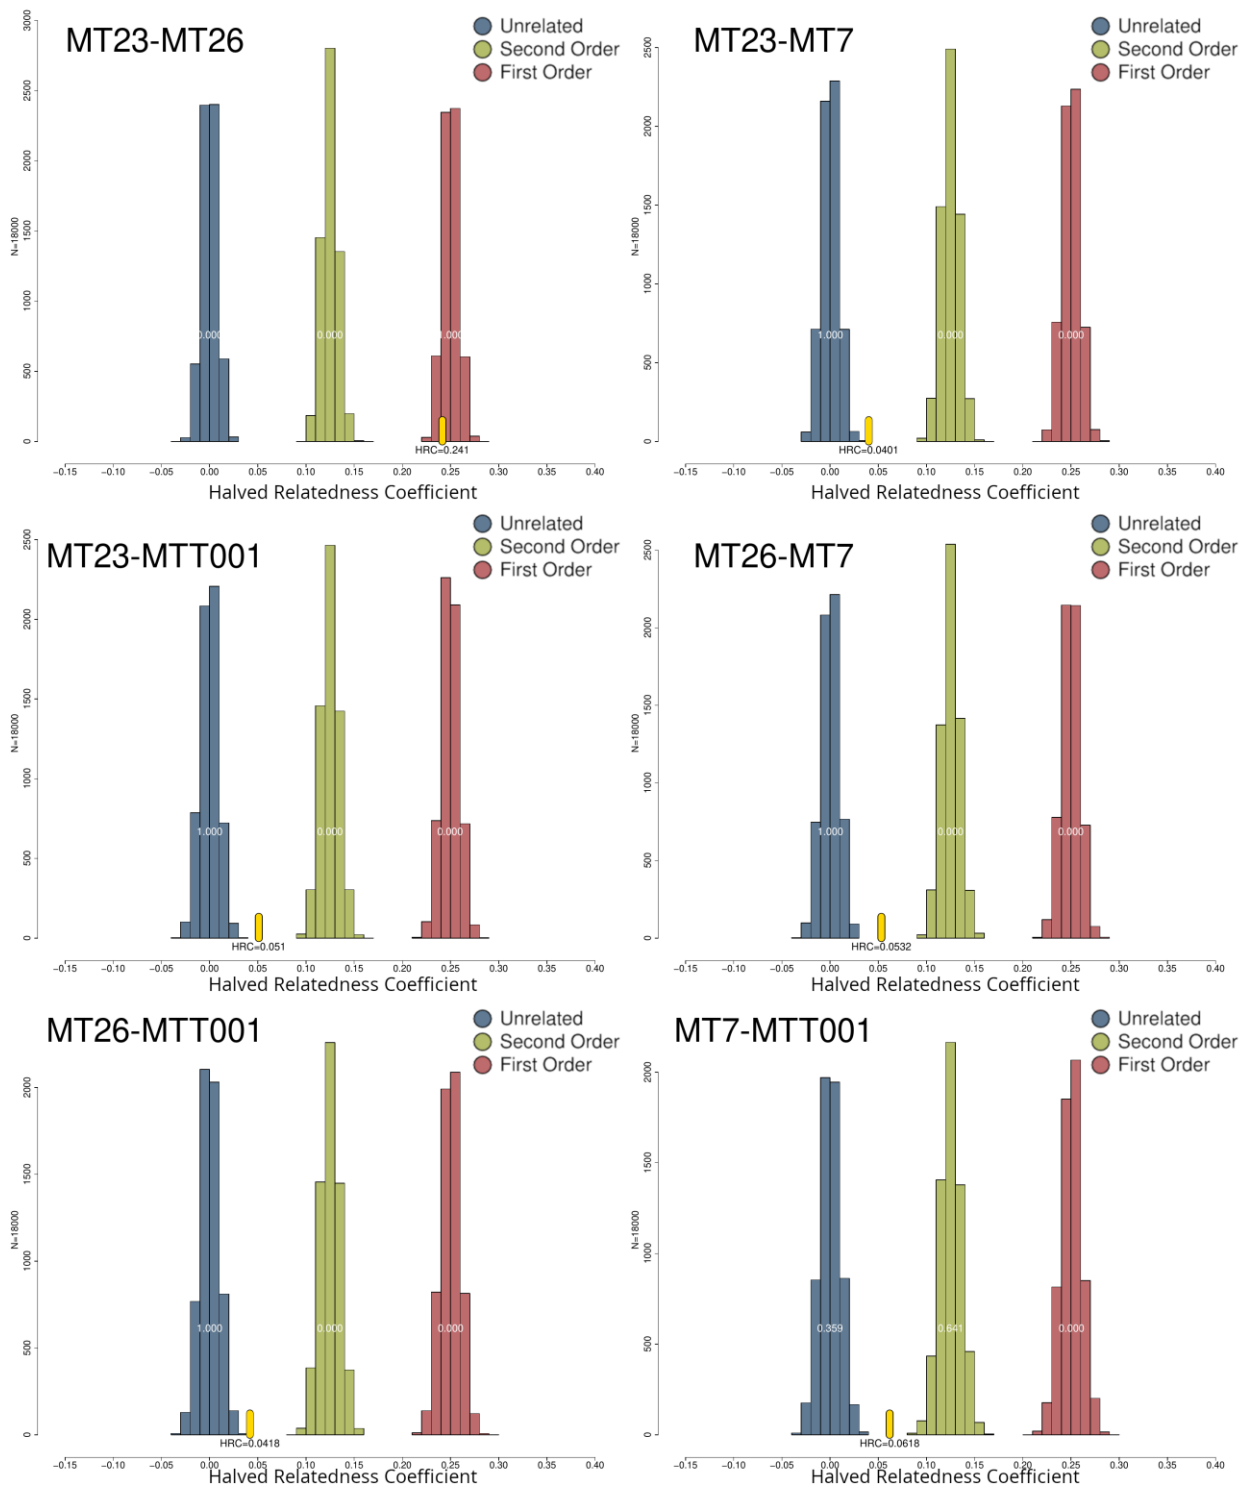 MT23-MT26
Unrelated
Second Order
First Order
3000
2500
2000
1500
1000
500
0
N=18000
0.000
0.000
1.000
HRC=0.241
−0.15 −0.10 −0.05 0.00 0.05 0.10 0.15 0.20 0.25 0.30 0.35 0.40
Halved Relatedness Coefficient
MT23-MT7
Unrelated
Second Order
First Order
2500
2000
1500
1000
500
0
N=18000
1.000
0.000
0.000
HRC=0.0401
−0.15 −0.10 −0.05 0.00 0.05 0.10 0.15 0.20 0.25 0.30 0.35 0.40
Halved Relatedness Coefficient
MT23-MTT001
Unrelated
Second Order
First Order
2500
2000
1500
1000
500
0
N=18000
1.000
0.000
0.000
HRC=0.051
−0.15 −0.10 −0.05 0.00 0.05 0.10 0.15 0.20 0.25 0.30 0.35 0.40
Halved Relatedness Coefficient
MT26-MT7
Unrelated
Second Order
First Order
2500
2000
1500
1000
500
0
N=18000
1.000
0.000
0.000
HRC=0.0532
−0.15 −0.10 −0.05 0.00 0.05 0.10 0.15 0.20 0.25 0.30 0.35 0.40
Halved Relatedness Coefficient
MT26-MTT001
Unrelated
Second Order
First Order
2000
1500
1000
500
0
N=18000
1.000
0.000
0.000
HRC=0.0418
−0.15 −0.10 −0.05 0.00 0.05 0.10 0.15 0.20 0.25 0.30 0.35 0.40
Halved Relatedness Coefficient
MT7-MTT001
Unrelated
Second Order
First Order
2000
1500
1000
500
0
N=18000
0.359
0.641
0.000
HRC=0.0618
−0.15 −0.10 −0.05 0.00 0.05 0.10 0.15 0.20 0.25 0.30 0.35 0.40
Halved Relatedness Coefficient